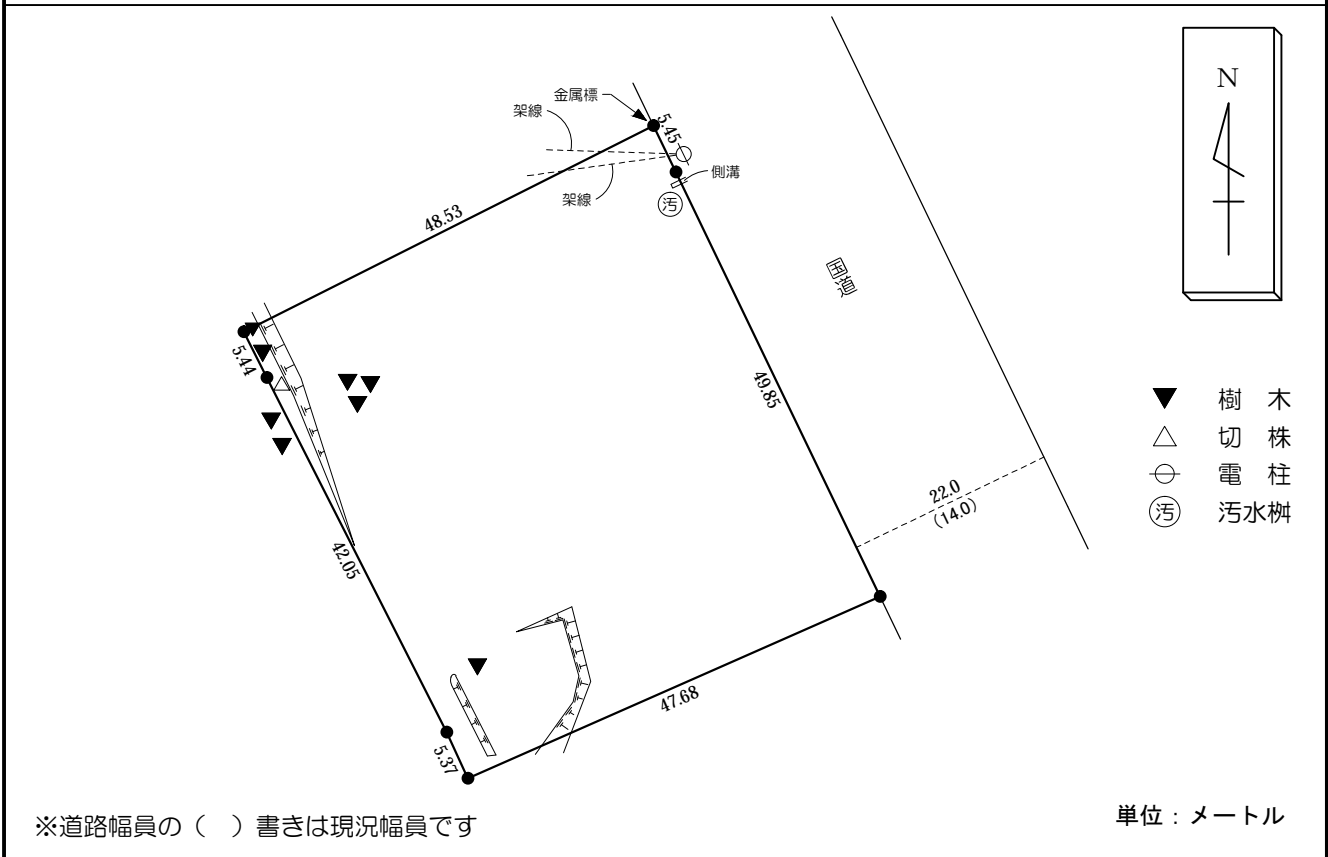 N
金属標
架線
5.45
側溝
架線
汚
48.53
国道
5.44
49.85
22.0
(14.0)
42.05
47.68
5.37
樹 木
切 株
電 柱
汚 汚水桝
※道路幅員の( )書きは現況幅員です
単位:メートル